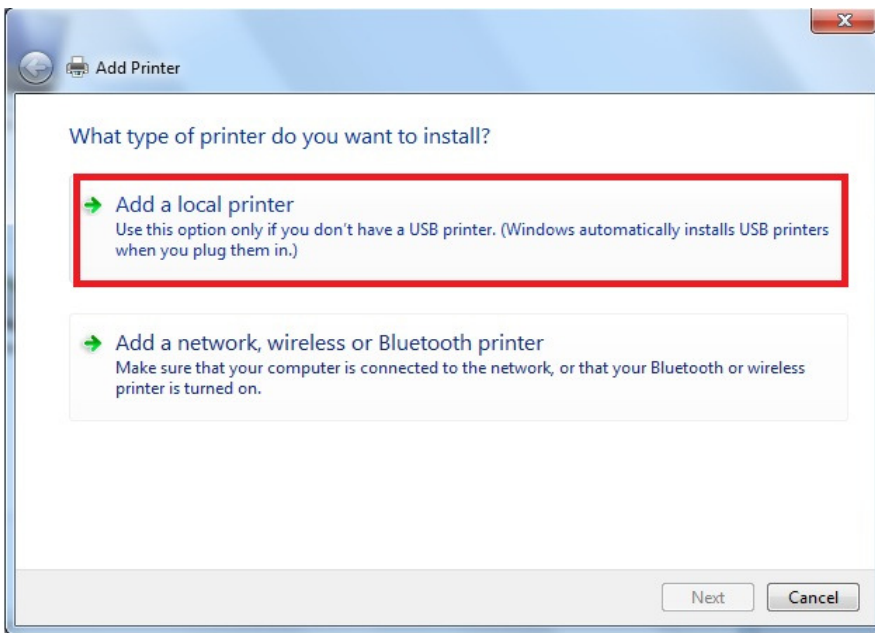 Add Printer
What type of printer do you want to install?
Add a local printer
Use this option only if you don't have a USB printer. (Windows automatically installs USB printers
when you plug them in.)
Add a network, wireless or Bluetooth printer
Make sure that your computer is connected to the network, or that your Bluetooth or wireless
printer is turned on.
Next
Cancel